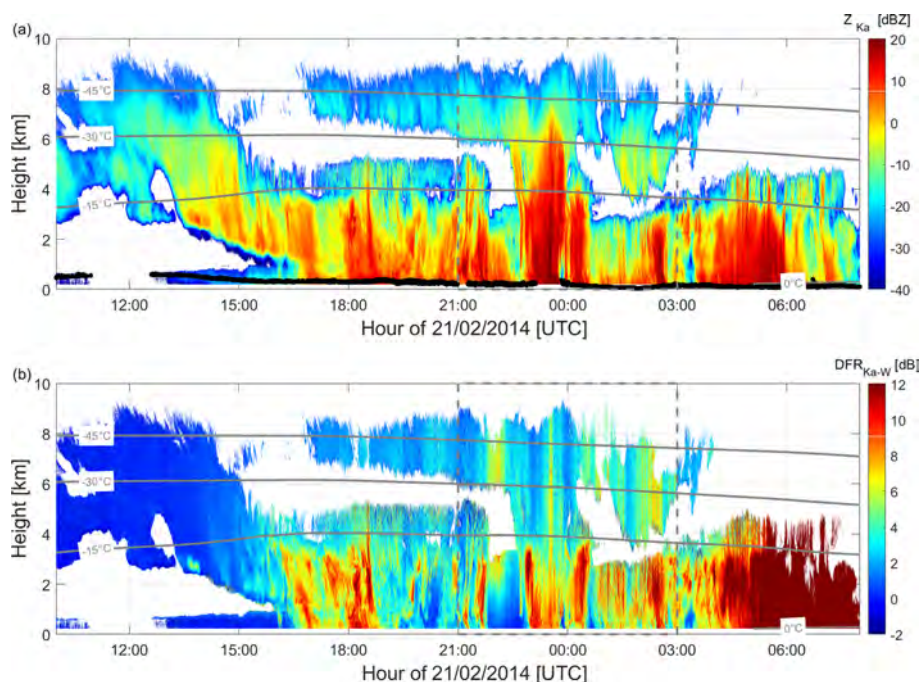 (a)
Z Ka [dBZ]
10
8
6
4
2
0
Height [km]
-45°C
-30°C
-15°C
0°C
20
10
0
-10
-20
-30
-40
12:00 15:00 18:00 21:00 00:00 03:00 06:00
Hour of 21/02/2014 [UTC]
(b)
DFR Ka-W [dB]
10
8
6
4
2
0
Height [km]
-45°C
-30°C
-15°C
0°C
12
10
8
6
4
2
0
-2
12:00 15:00 18:00 21:00 00:00 03:00 06:00
Hour of 21/02/2014 [UTC]